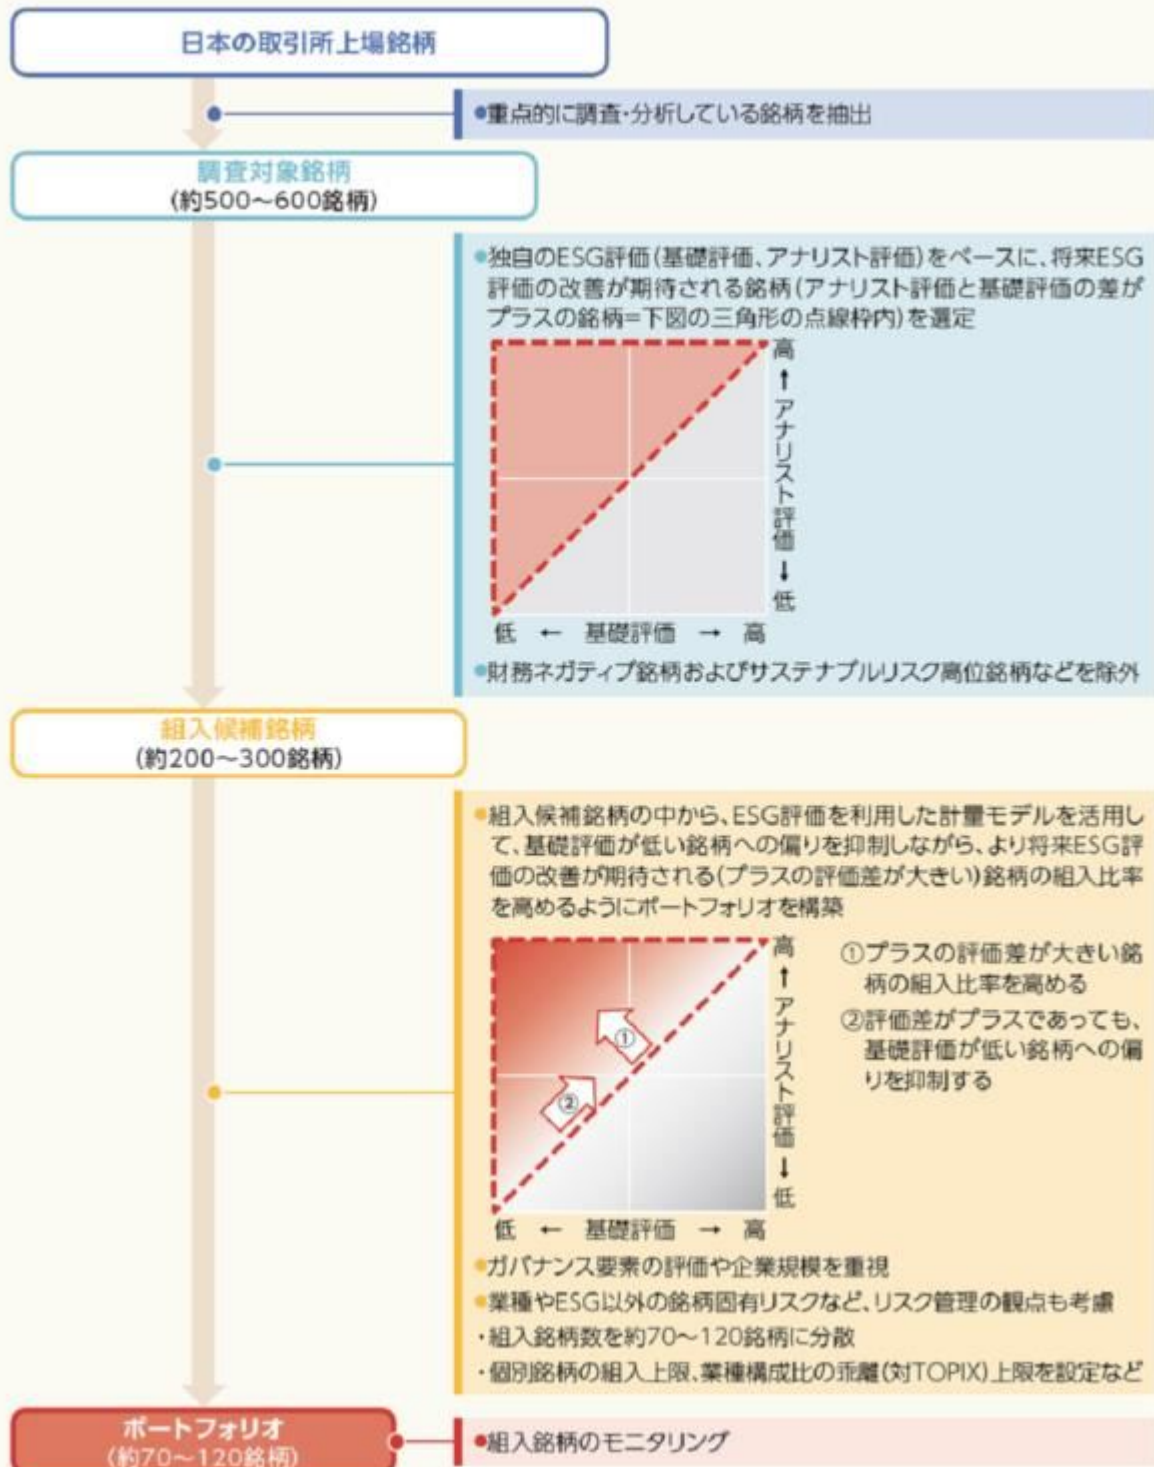 日本の取引所上場銘柄
●重点的に調査・分析している銘柄を抽出
調査対象銘柄
(約500～600銘柄)
●独自のESG評価(基礎評価、アナリスト評価)をベースに、将来ESG
評価の改善が期待される銘柄(アナリスト評価と基礎評価の差が
プラスの銘柄=下図の三角形の点線枠内)を選定
高
↑
アナリスト評価
↓
低
低 ← 基礎評価 → 高
●財務ネガティブ銘柄およびサステナブルリスク高位銘柄などを除外
組入候補銘柄
(約200～300銘柄)
●組入候補銘柄の中から、ESG評価を利用した計量モデルを活用し
て、基礎評価が低い銘柄への偏りを抑制しながら、より将来ESG評
価の改善が期待される(プラスの評価差が大きい)銘柄の組入比率
を高めるようにポートフォリオを構築
高
↑
アナリスト評価
↓
低
①
②
低 ← 基礎評価 → 高
①プラスの評価差が大きい銘
柄の組入比率を高める
②評価差がプラスであっても、
基礎評価が低い銘柄への偏
りを抑制する
●ガバナンス要素の評価や企業規模を重視
●業種やESG以外の銘柄固有リスクなど、リスク管理の観点も考慮
・組入銘柄数を約70～120銘柄に分散
・個別銘柄の組入上限、業種構成比の乖離(対TOPIX)上限を設定など
ポートフォリオ
(約70～120銘柄)
●組入銘柄のモニタリング